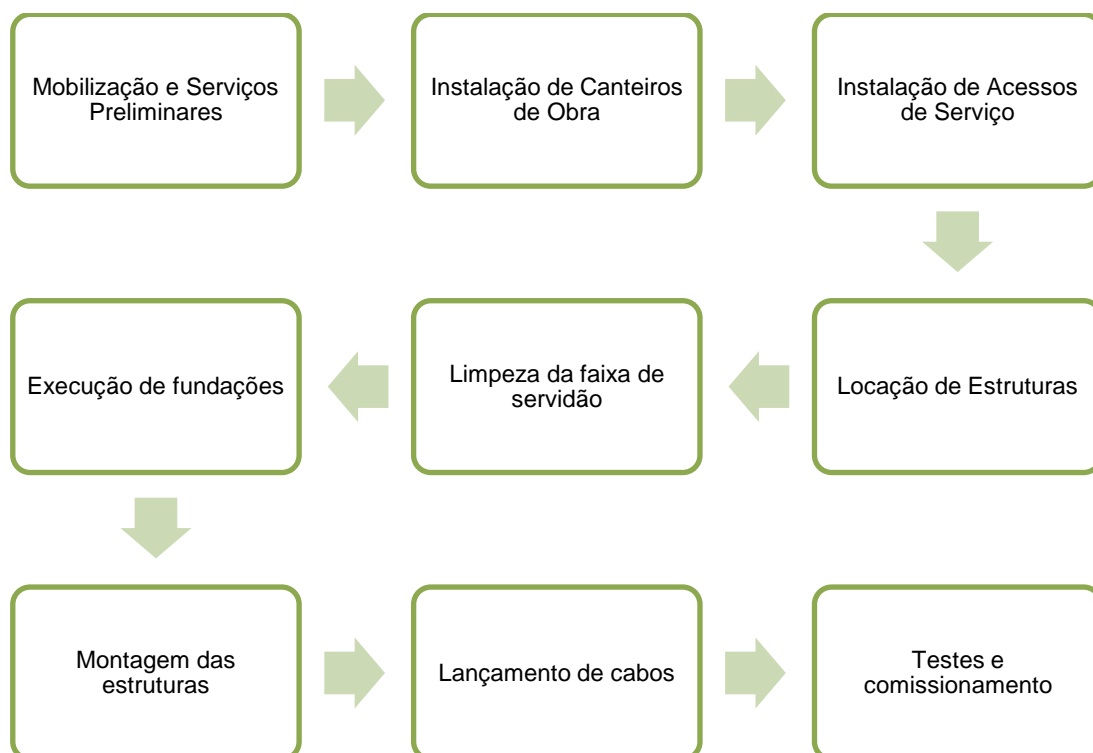 Mobilização e Serviços
Preliminares
Instalação de Canteiros
de Obra
Instalação de Acessos
de Serviço
Locação de Estruturas
Limpeza da faixa de
servidão
Execução de fundações
Montagem das
estruturas
Lançamento de cabos
Testes e
comissionamento